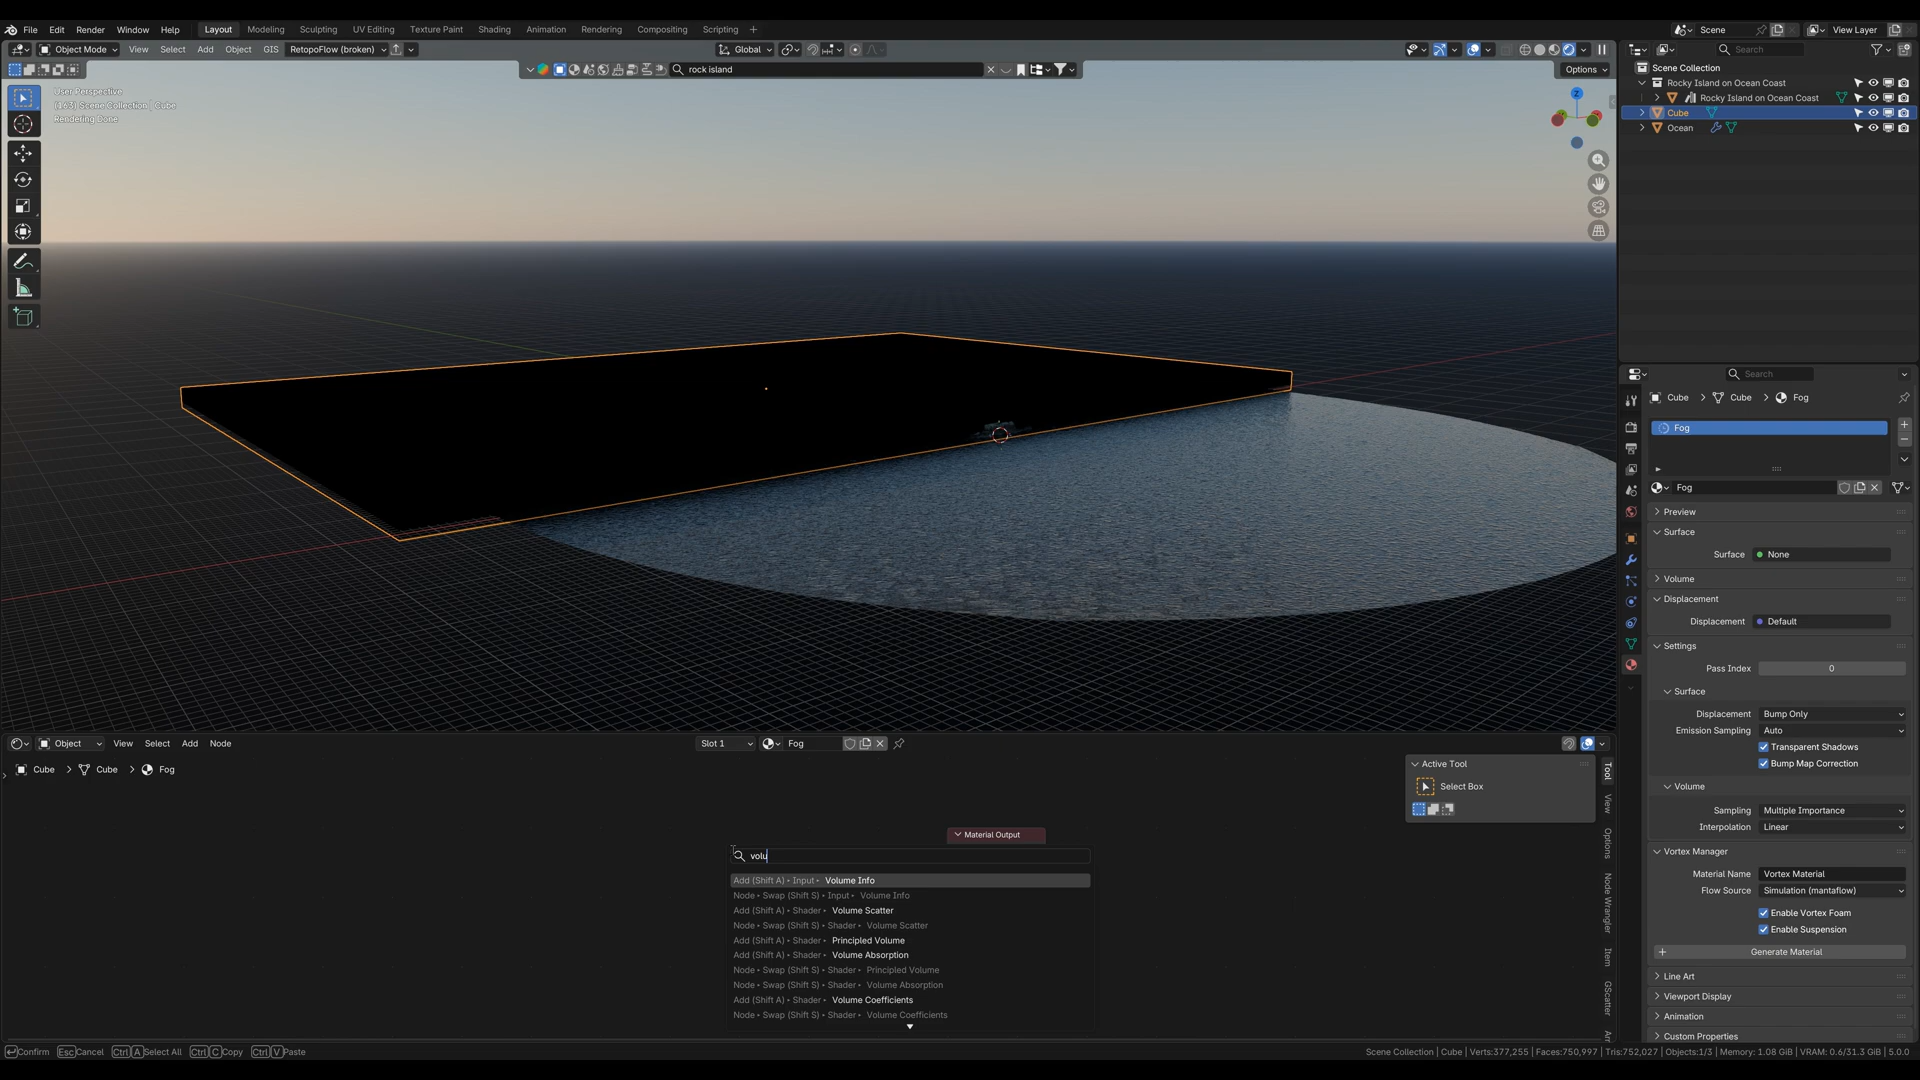 File Edit Render Window Help Layout Modeling Sculpting UV Editing Texture Paint Shading Animation Rendering Compositing Scripting + Scene View Layer
Object Mode View Select Add Object GIS RetopoFlow (broken) Global Search
rock island Options
User Perspective
(163) Scene Collection | Cube
Rendering Done
Z
Scene Collection
Rocky Island on Ocean Coast
Rocky Island on Ocean Coast
Cube
Ocean
Search
Cube > Cube > Fog
Fog
Fog
Preview
Surface
Surface None
Volume
Displacement
Displacement Default
Settings
Pass Index 0
Surface
Displacement Bump Only
Emission Sampling Auto
Transparent Shadows
Bump Map Correction
Volume
Sampling Multiple Importance
Interpolation Linear
Vortex Manager
Material Name Vortex Material
Flow Source Simulation (mantaflow)
Enable Vortex Foam
Enable Suspension
+ Generate Material
Line Art
Viewport Display
Animation
Custom Properties
Object View Select Add Node Slot 1 Fog
Cube > Cube > Fog
Active Tool
Select Box
Tool
View
Options
Node Wrangler
Item
GScatter
Material Output
volu
Add (Shift A) ▸ Input ▸ Volume Info
Node ▸ Swap (Shift S) ▸ Input ▸ Volume Info
Add (Shift A) ▸ Shader ▸ Volume Scatter
Node ▸ Swap (Shift S) ▸ Shader ▸ Volume Scatter
Add (Shift A) ▸ Shader ▸ Principled Volume
Add (Shift A) ▸ Shader ▸ Volume Absorption
Node ▸ Swap (Shift S) ▸ Shader ▸ Principled Volume
Node ▸ Swap (Shift S) ▸ Shader ▸ Volume Absorption
Add (Shift A) ▸ Shader ▸ Volume Coefficients
Node ▸ Swap (Shift S) ▸ Shader ▸ Volume Coefficients
Confirm Esc Cancel Ctrl A Select All Ctrl C Copy Ctrl V Paste
Scene Collection | Cube | Verts:377,255 | Faces:750,997 | Tris:752,027 | Objects:1/3 | Memory: 1.08 GiB | VRAM: 0.6/31.3 GiB | 5.0.0